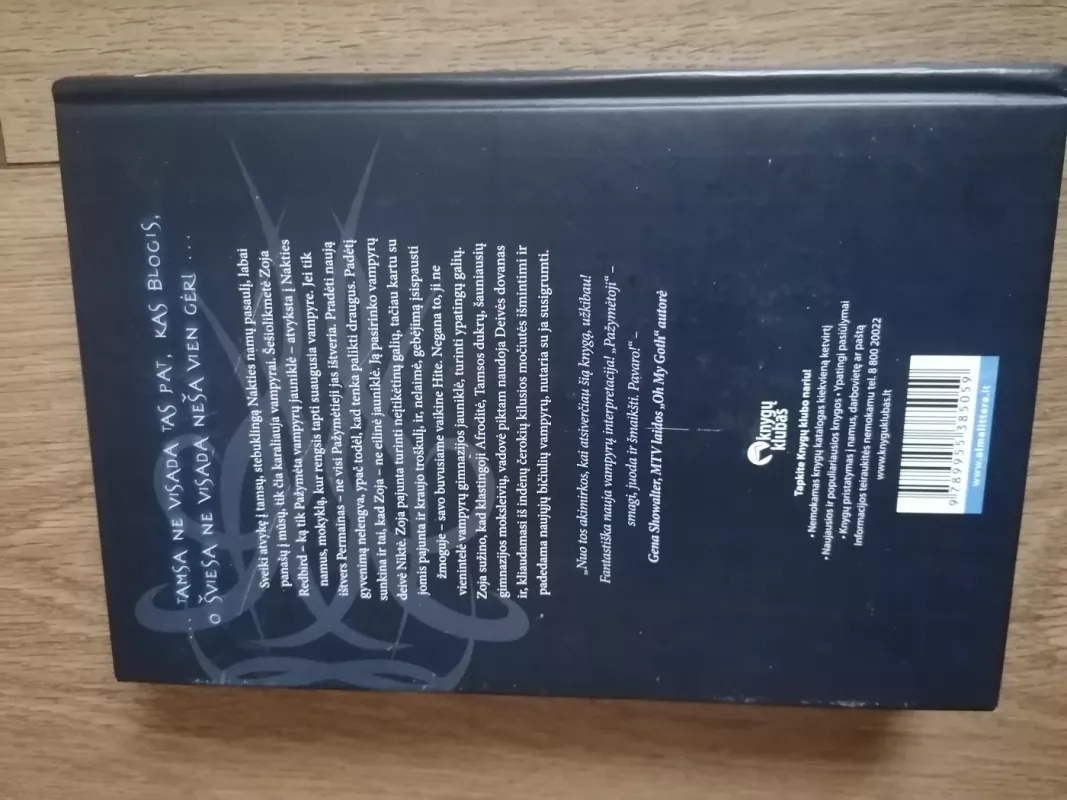 ... TAMSA NE VISADA TAS PAT, KAS BLOGIS,
O ŠVIESA NE VISADA NEŠA VIEN GĖRĮ ...
Sveiki atvykę į tamsų, stebuklingą Nakties namų pasaulį, labai
panašų į mūsų, tik čia karaliauja vampyrai. Šešiolikmetė Zoja
Redbird – ką tik Pažymėta vampyrų jauniklė – atvyksta į Nakties
namus, mokyklą, kur rengsis tapti suaugusia vampyre. Jei tik
ištvers Permainas – ne visi Pažymėtieji jas ištveria. Pradėti naują
gyvenimą nelengva, ypač todėl, kad tenka palikti draugus. Padėtį
sunkina ir tai, kad Zoja – ne eilinė jauniklė. Ją pasirinko vampyrų
deivė Niktė. Zoja pajunta turinti neįtikėtinų galių, tačiau kartu su
jomis pajunta ir kraujo troškulį, ir, nelaimė, gebėjimą įsispausti
žmoguje – savo buvusiame vaikine Hite. Negana to, ji ne
vienintelė vampyrų gimnazijos jauniklė, turinti ypatingų galių.
Zoja sužino, kad klastingoji Afroditė, Tamsos dukrų, šauniausių
gimnazijos moksleivių, vadovė piktam naudoja Deivės dovanas
ir, kliaudamasi iš indėnų čerokių kilusios močiutės išmintimi ir
padedama naujųjų bičiulių vampyrų, nutaria su ja susigrumti.
„Nuo tos akimirkos, kai atsiverčiau šią knygą, užkibau!
Fantastiška nauja vampyrų interpretacija! „Pažymėtoji“ –
smagi, juoda ir šmaikšti. Pavaro!“ –
Gena Showalter, MTV laidos „Oh My Goth“ autorė
knygų
klubas
Tapkite Knygų klubo nariu!
• Nemokamas knygų katalogas kiekvieną ketvirtį
• Naujausios ir populiariausios knygos • Ypatingi pasiūlymai
• Knygų pristatymas į namus, darbovietę ar paštą
Informacijos teiraukitės nemokamu tel. 8 800 20022
www.knyguklubas.lt
9 789955 385059
www.almalittera.lt